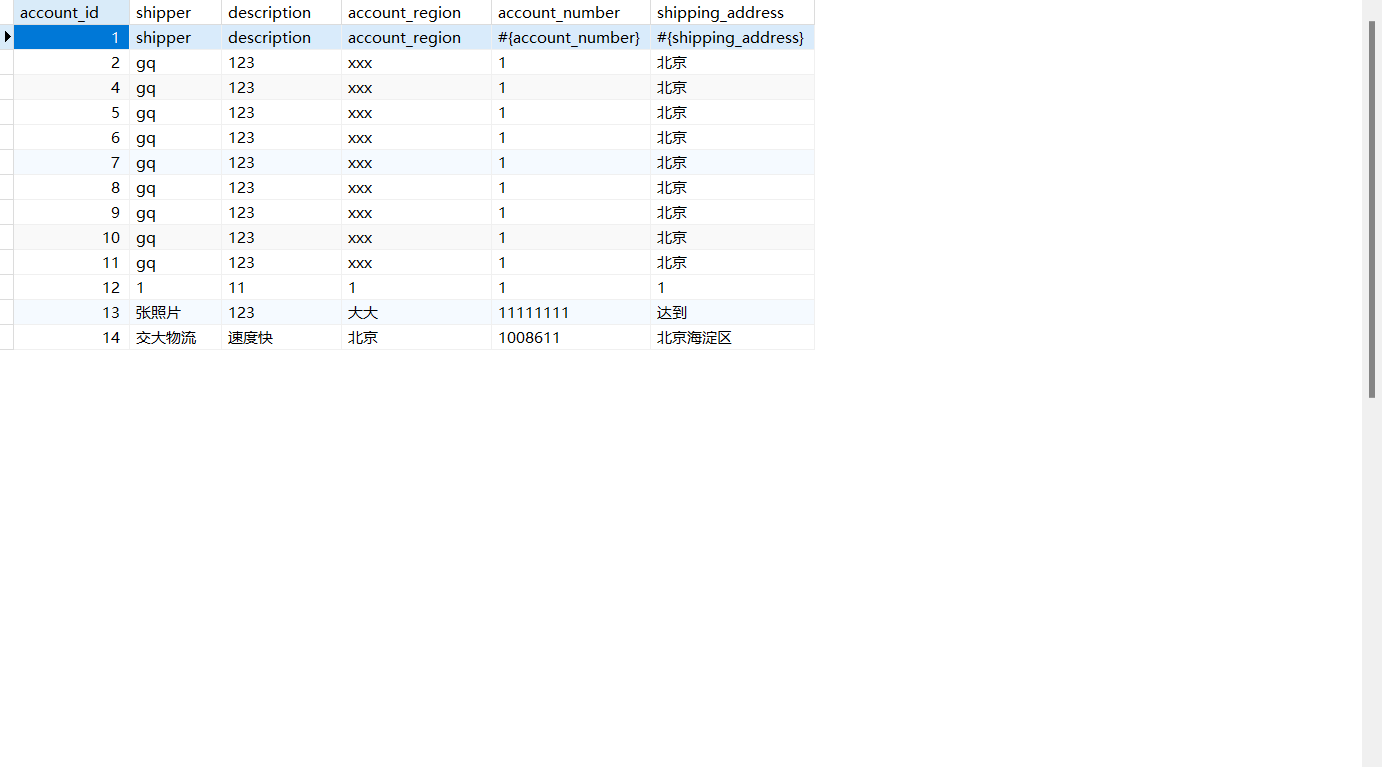 account_id shipper description account_region account_number shipping_address
1 shipper description account_region #{account_number} #{shipping_address}
2 gq 123 xxx 1 北京
4 gq 123 xxx 1 北京
5 gq 123 xxx 1 北京
6 gq 123 xxx 1 北京
7 gq 123 xxx 1 北京
8 gq 123 xxx 1 北京
9 gq 123 xxx 1 北京
10 gq 123 xxx 1 北京
11 gq 123 xxx 1 北京
12 1 11 1 1 1
13 张照片 123 大大 11111111 达到
14 交大物流 速度快 北京 1008611 北京海淀区